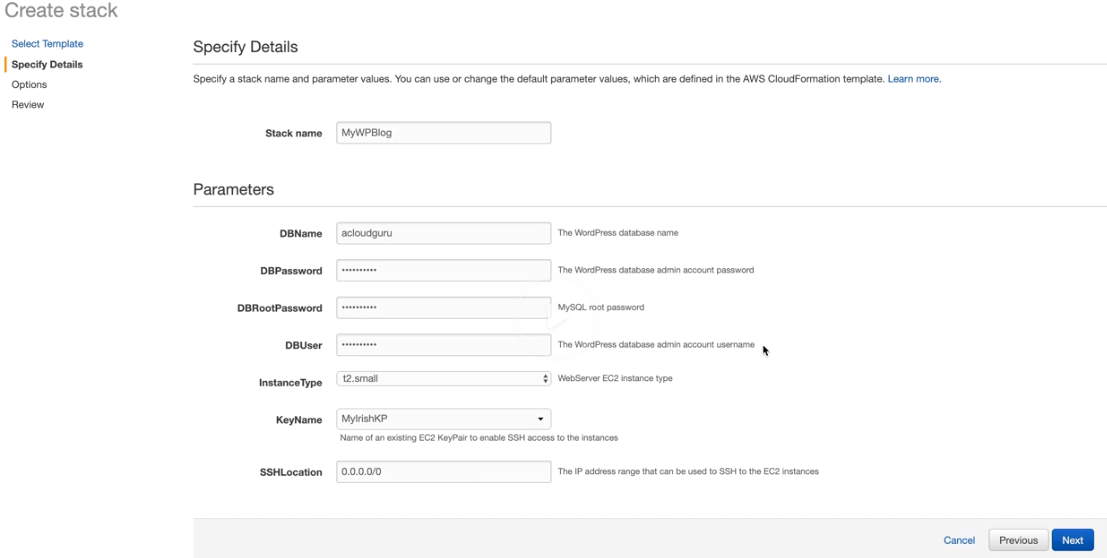 Create stack
Select Template
Specify Details
Options
Review
Specify Details
Specify a stack name and parameter values. You can use or change the default parameter values, which are defined in the AWS CloudFormation template. Learn more.
Stack name MyWPBlog
Parameters
DBName acloudguru The WordPress database name
DBPassword •••••••••• The WordPress database admin account password
DBRootPassword •••••••••• MySQL root password
DBUser •••••••••• The WordPress database admin account username
InstanceType t2.small WebServer EC2 instance type
KeyName MyIrishKP
Name of an existing EC2 KeyPair to enable SSH access to the instances
SSHLocation 0.0.0.0/0 The IP address range that can be used to SSH to the EC2 instances
Cancel Previous Next